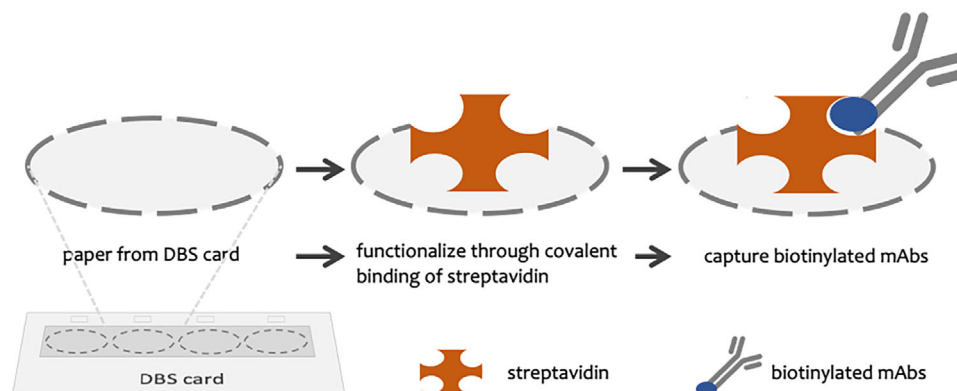 paper from DBS card
functionalize through covalent
binding of streptavidin
capture biotinylated mAbs
DBS card
streptavidin
biotinylated mAbs